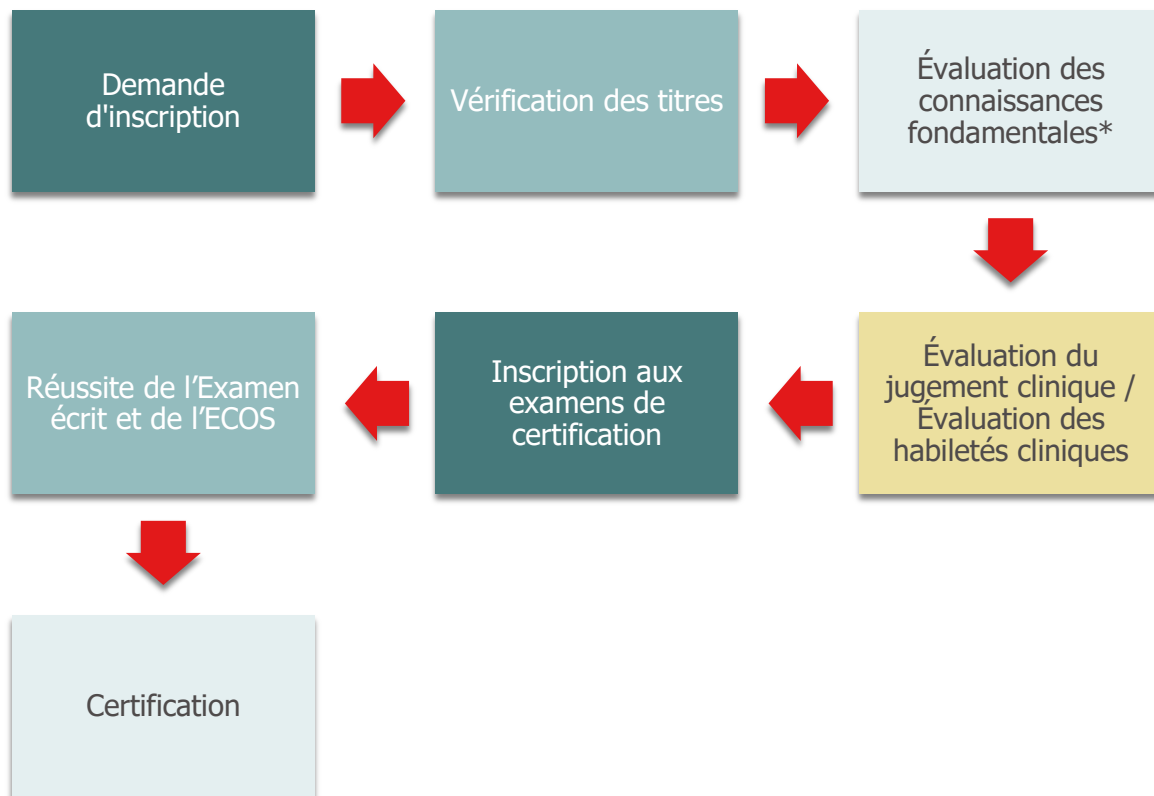 Demande
d'inscription
Vérification des titres
Évaluation des
connaissances
fondamentales*
Évaluation du
jugement clinique /
Évaluation des
habiletés cliniques
Inscription aux
examens de
certification
Réussite de l’Examen
écrit et de l’ECOS
Certification